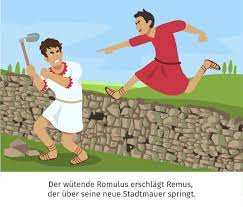 Der wütende Romulus erschlägt Remus,
der über seine neue Stadtmauer springt.